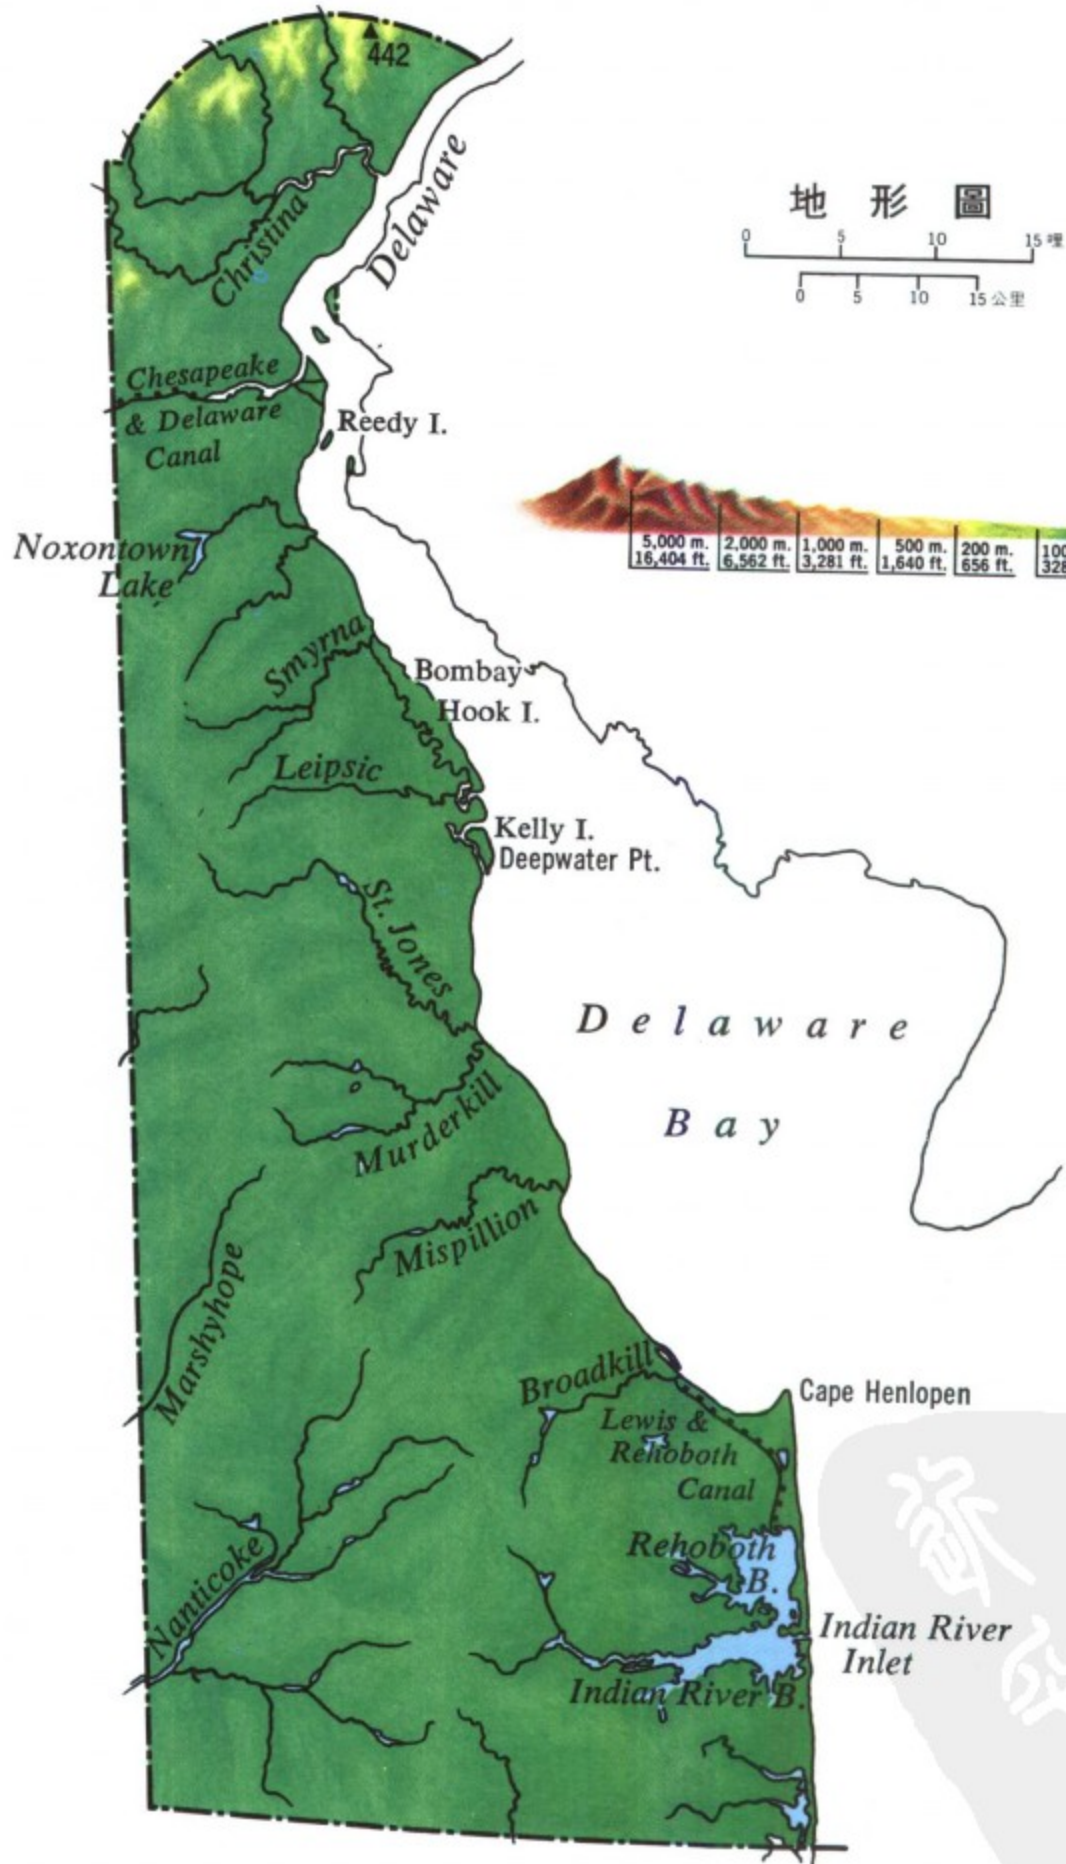 442
Delaware
地 形 圖
0 5 10 15 哩
0 5 10 15 公里
Christina
Chesapeake
& Delaware
Canal
Reedy I.
5,000 m. 2,000 m. 1,000 m. 500 m. 200 m. 100
16,404 ft. 6,562 ft. 3,281 ft. 1,640 ft. 656 ft. 328
Noxontown
Lake
Smyrna
Bombay
Hook I.
Leipsic
Kelly I.
Deepwater Pt.
St. Jones
Delaware
Bay
Murderkill
Mispillion
Marshyhope
Broadkill
Cape Henlopen
Lewis &
Rehoboth
Canal
Nanticoke
Rehoboth
B.
Indian River
Inlet
Indian River B.